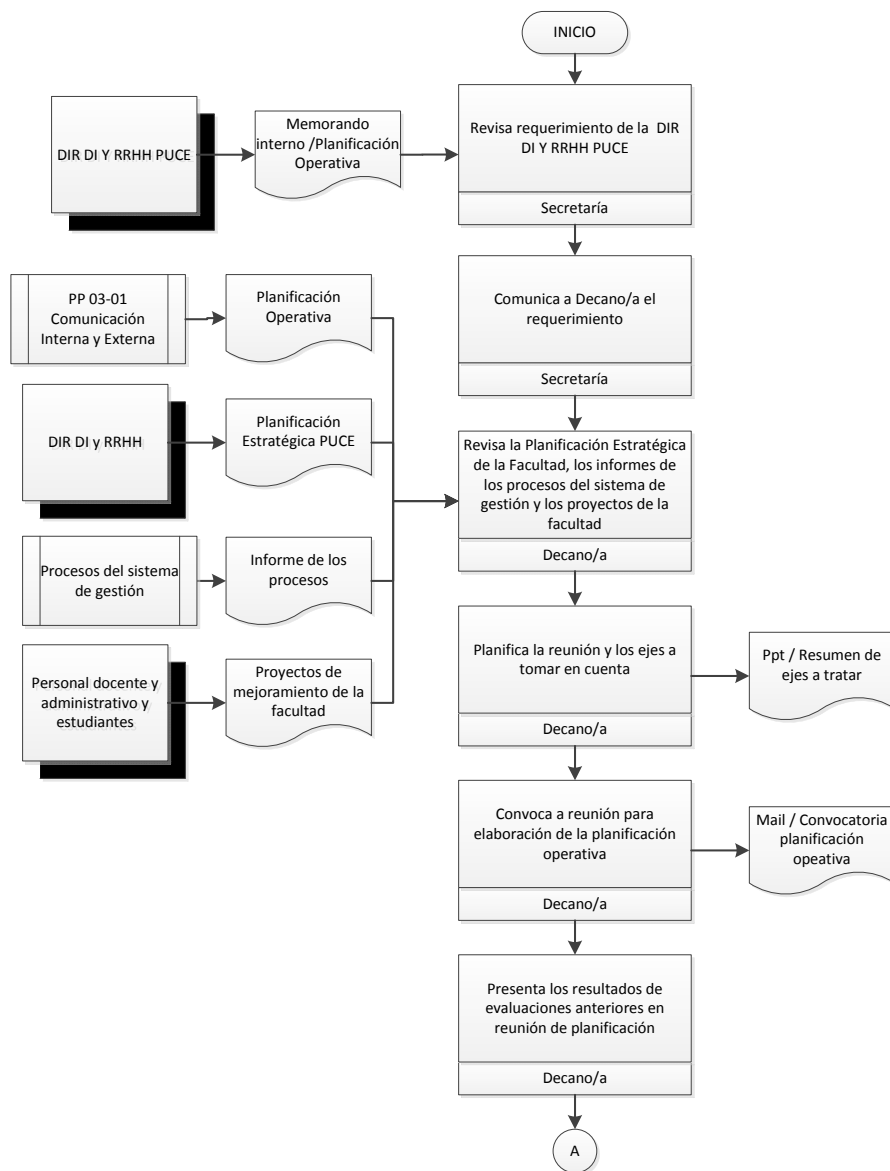 INICIO
DIR DI Y RRHH PUCE
Memorando
interno /Planificación
Operativa
Revisa requerimiento de la  DIR
DI Y RRHH PUCE
Secretaría
PP 03-01
Comunicación
Interna y Externa
Planificación
Operativa
Comunica a Decano/a el
requerimiento
Secretaría
DIR DI y RRHH
Planificación
Estratégica PUCE
Revisa la Planificación Estratégica
de la Facultad, los informes de
los procesos del sistema de
gestión y los proyectos de la
facultad
Decano/a
Procesos del sistema
de gestión
Informe de los
procesos
Personal docente y
administrativo y
estudiantes
Proyectos de
mejoramiento de la
facultad
Planifica la reunión y los ejes a
tomar en cuenta
Decano/a
Ppt / Resumen de
ejes a tratar
Convoca a reunión para
elaboración de la planificación
operativa
Decano/a
Mail / Convocatoria
planificación
opeativa
Presenta los resultados de
evaluaciones anteriores en
reunión de planificación
Decano/a
A